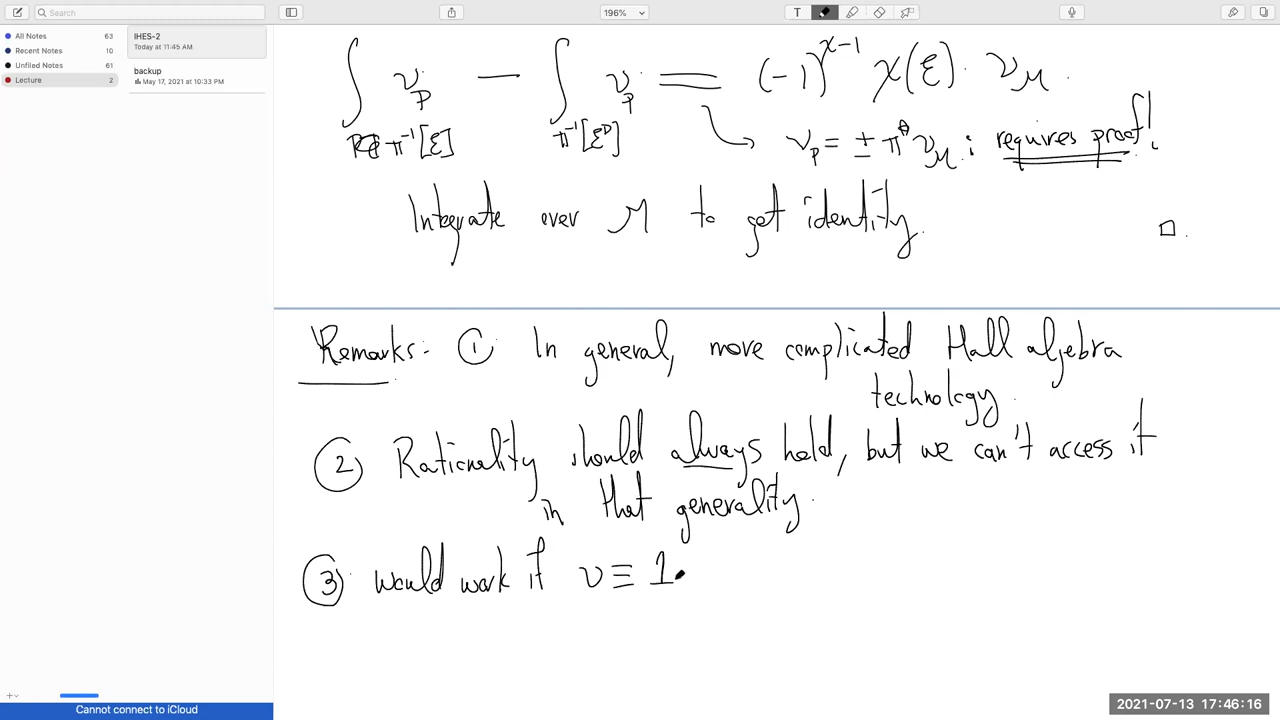 Search
196%
T
All Notes 63
Recent Notes 10
Unfiled Notes 61
Lecture 2
IHES-2
Today at 11:45 AM
backup
May 17, 2021 at 10:33 PM
∫_{π⁻¹[ℰ]} ν_P − ∫_{π⁻¹[ℰᴰ]} ν_P = (-1)^{χ-1} χ(ℰ). ν_M.
↳ ν_P = ± π* ν_M : requires proof!
Integrate over M to get identity. □.
Remarks: ① In general, more complicated Hall algebra
technology.
② Rationality should always hold, but we can't access it
in that generality.
③ would work if ν ≡ 1
Cannot connect to iCloud
2021-07-13 17:46:16